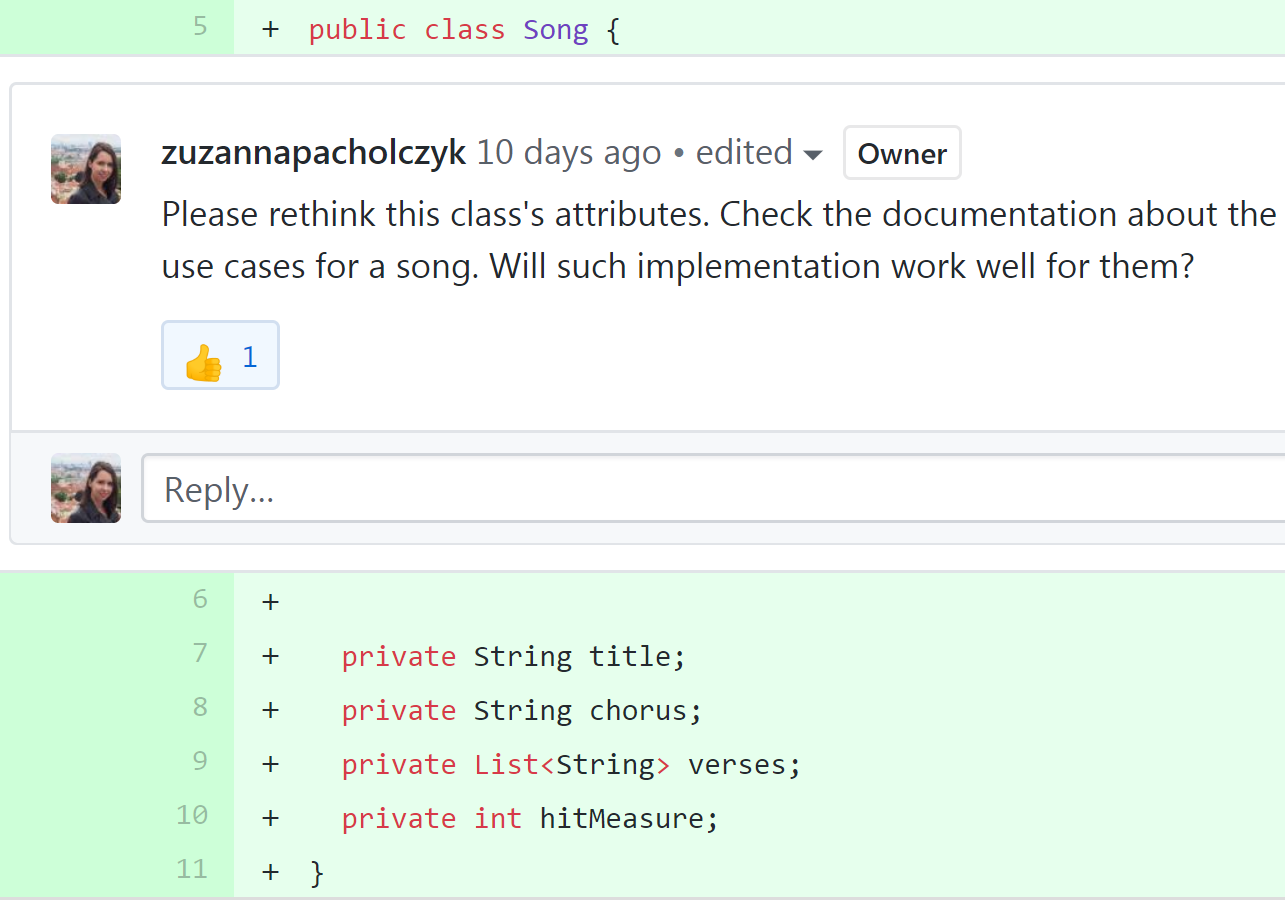 5 + public class Song {
zuzannapacholczyk 10 days ago • edited Owner
Please rethink this class's attributes. Check the documentation about the
use cases for a song. Will such implementation work well for them?
👍 1
Reply...
6 +
7 + private String title;
8 + private String chorus;
9 + private List<String> verses;
10 + private int hitMeasure;
11 + }